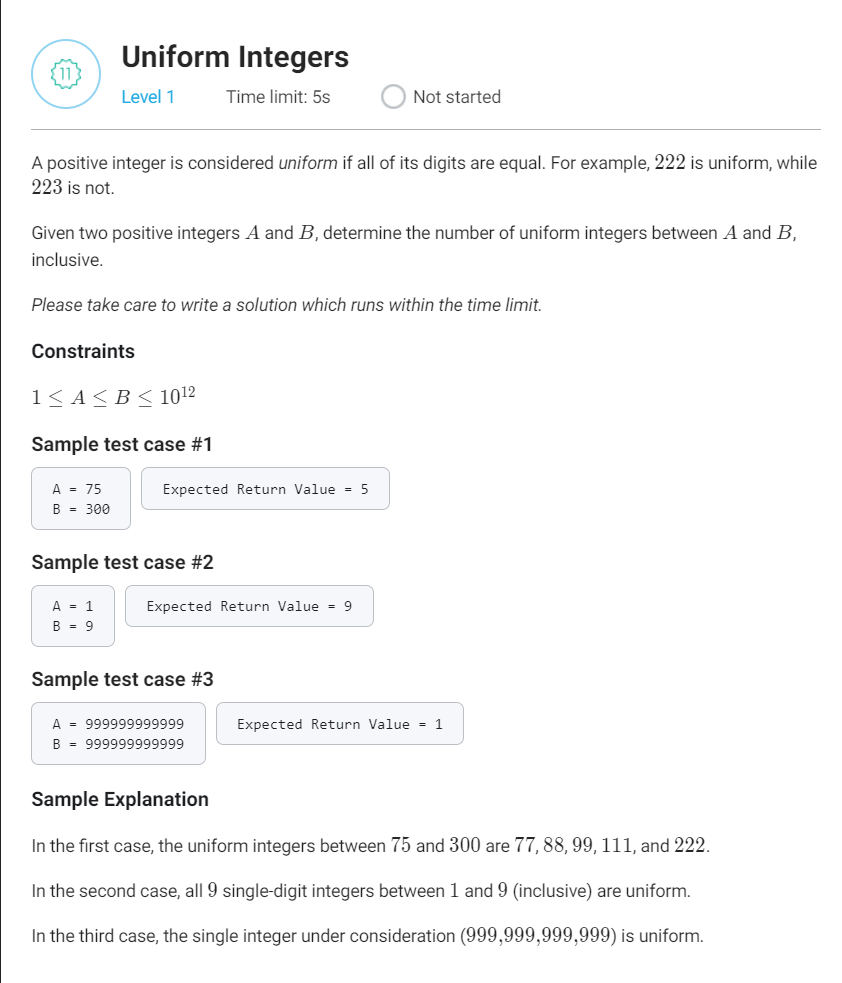 11
Uniform Integers
Level 1 Time limit: 5s Not started
A positive integer is considered uniform if all of its digits are equal. For example, 222 is uniform, while
223 is not.
Given two positive integers A and B, determine the number of uniform integers between A and B,
inclusive.
Please take care to write a solution which runs within the time limit.
Constraints
1 ≤ A ≤ B ≤ 10¹²
Sample test case #1
A = 75
B = 300
Expected Return Value = 5
Sample test case #2
A = 1
B = 9
Expected Return Value = 9
Sample test case #3
A = 999999999999
B = 999999999999
Expected Return Value = 1
Sample Explanation
In the first case, the uniform integers between 75 and 300 are 77, 88, 99, 111, and 222.
In the second case, all 9 single-digit integers between 1 and 9 (inclusive) are uniform.
In the third case, the single integer under consideration (999,999,999,999) is uniform.